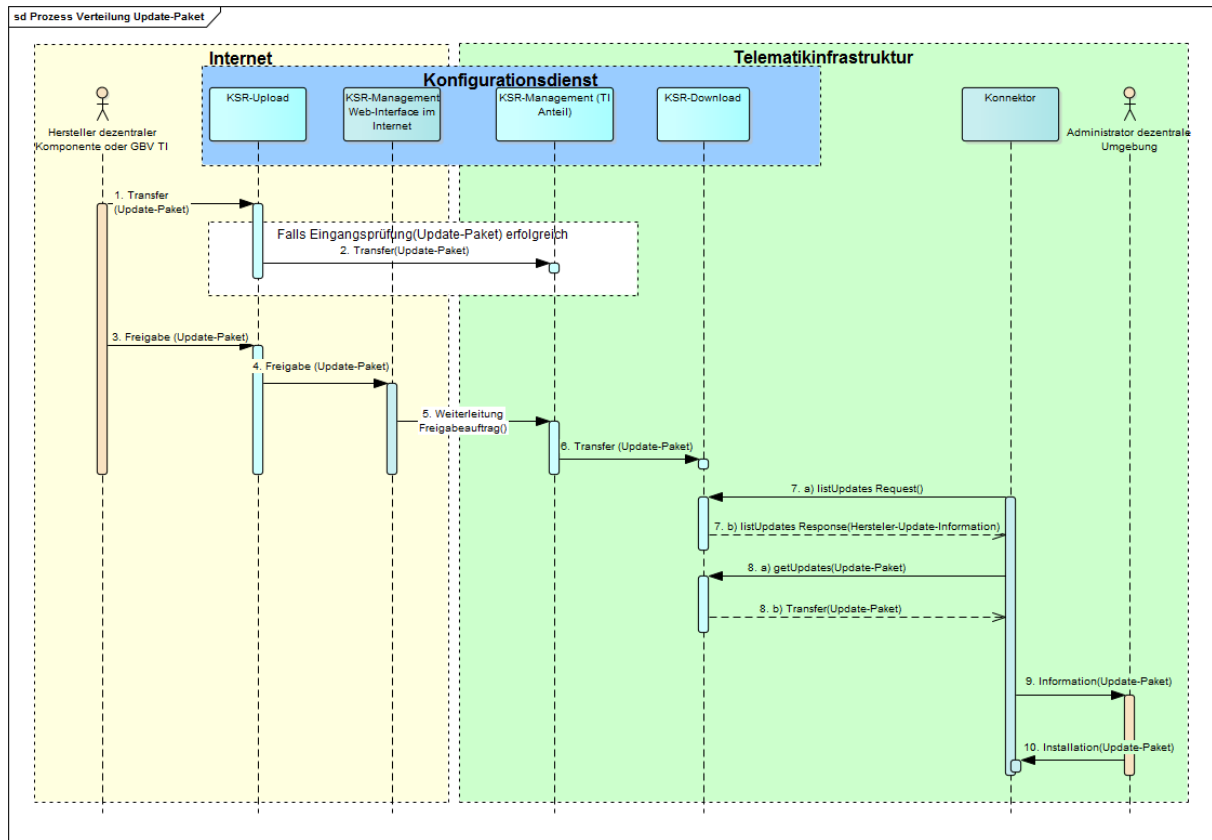 sd Prozess Verteilung Update-Paket
Internet
Telematikinfrastruktur
Konfigurationsdienst
KSR-Upload
KSR-Management
Web-Interface im
Internet
KSR-Management (TI
Anteil)
KSR-Download
Konnektor
Hersteller dezentraler
Komponente oder GBV TI
Administrator dezentrale
Umgebung
1. Transfer
(Update-Paket)
Falls Eingangsprüfung(Update-Paket) erfolgreich
2. Transfer(Update-Paket)
3. Freigabe (Update-Paket)
4. Freigabe (Update-Paket)
5. Weiterleitung
Freigabeauftrag()
6. Transfer (Update-Paket)
7. a) listUpdates Request()
7. b) listUpdates Response(Hersteler-Update-Information)
8. a) getUpdates(Update-Paket)
8. b) Transfer(Update-Paket)
9. Information(Update-Paket)
10. Installation(Update-Paket)